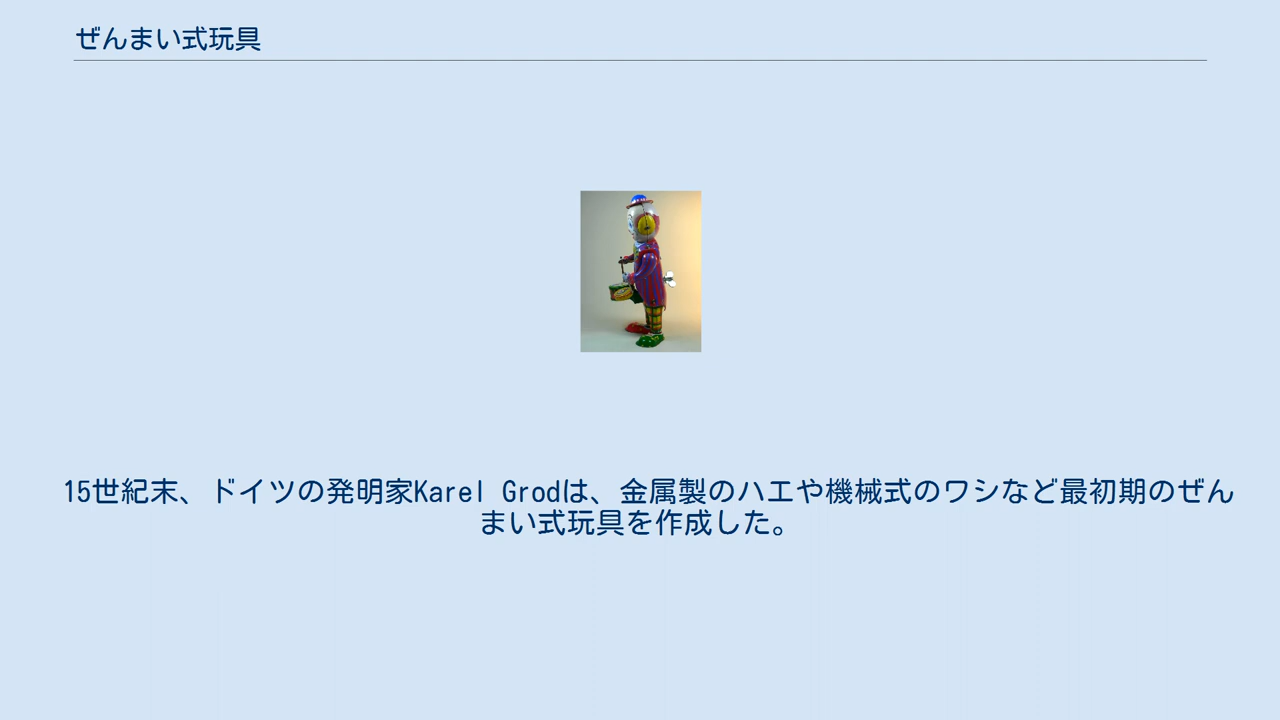 ぜんまい式玩具
15世紀末、ドイツの発明家Karel Grodは、金属製のハエや機械式のワシなど最初期のぜん
まい式玩具を作成した。